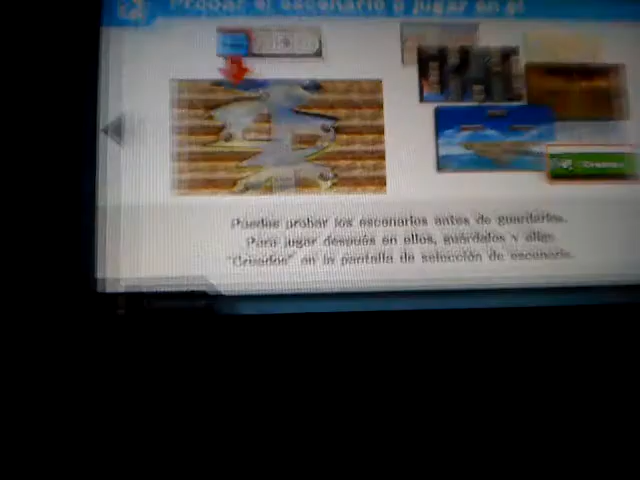 Probar el escenario o jugar en él
Puedes probar los escenarios antes de guardarlos.
Para jugar después en ellos, guárdalos y elige
"Creados" en la pantalla de selección de escenario.
Creados